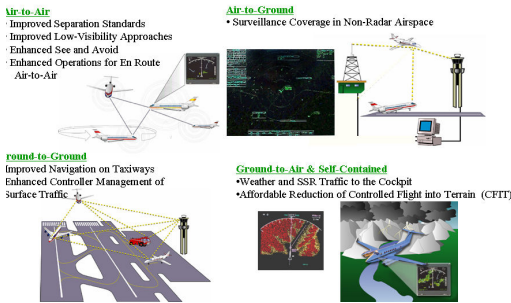 Air-to-Air
· Improved Separation Standards
· Improved Low-Visibility Approaches
· Enhanced See and Avoid
· Enhanced Operations for En Route
Air-to-Air
Air-to-Ground
• Surveillance Coverage in Non-Radar Airspace
round-to-Ground
Improved Navigation on Taxiways
Enhanced Controller Management of
Surface Traffic
Ground-to-Air & Self-Contained
•Weather and SSR Traffic to the Cockpit
•Affordable Reduction of Controlled Flight into Terrain (CFIT)